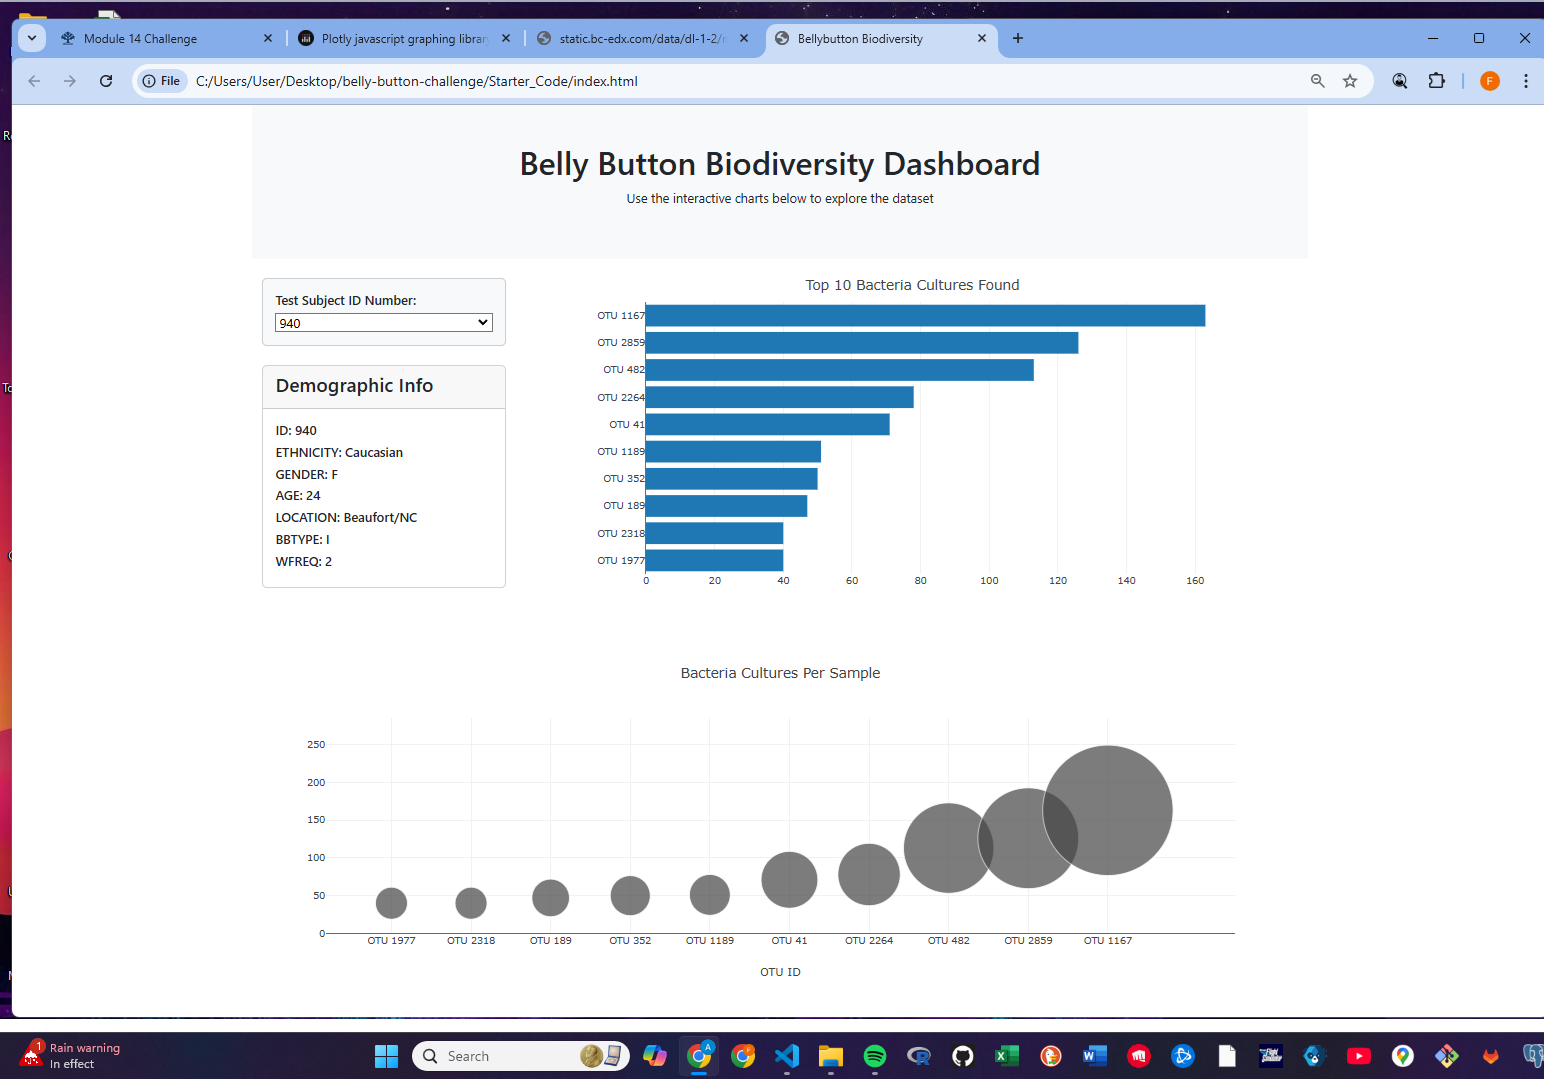 Module 14 Challenge
Plotly javascript graphing librar
static.bc-edx.com/data/dl-1-2/
Bellybutton Biodiversity
File
C:/Users/User/Desktop/belly-button-challenge/Starter_Code/index.html
F
Belly Button Biodiversity Dashboard
Use the interactive charts below to explore the dataset
Test Subject ID Number:
940
Demographic Info
ID: 940
ETHNICITY: Caucasian
GENDER: F
AGE: 24
LOCATION: Beaufort/NC
BBTYPE: I
WFREQ: 2
Top 10 Bacteria Cultures Found
OTU 1167
OTU 2859
OTU 482
OTU 2264
OTU 41
OTU 1189
OTU 352
OTU 189
OTU 2318
OTU 1977
0 20 40 60 80 100 120 140 160
Bacteria Cultures Per Sample
250
200
150
100
50
0
OTU 1977 OTU 2318 OTU 189 OTU 352 OTU 1189 OTU 41 OTU 2264 OTU 482 OTU 2859 OTU 1167
OTU ID
1
Rain warning
In effect
Search
A